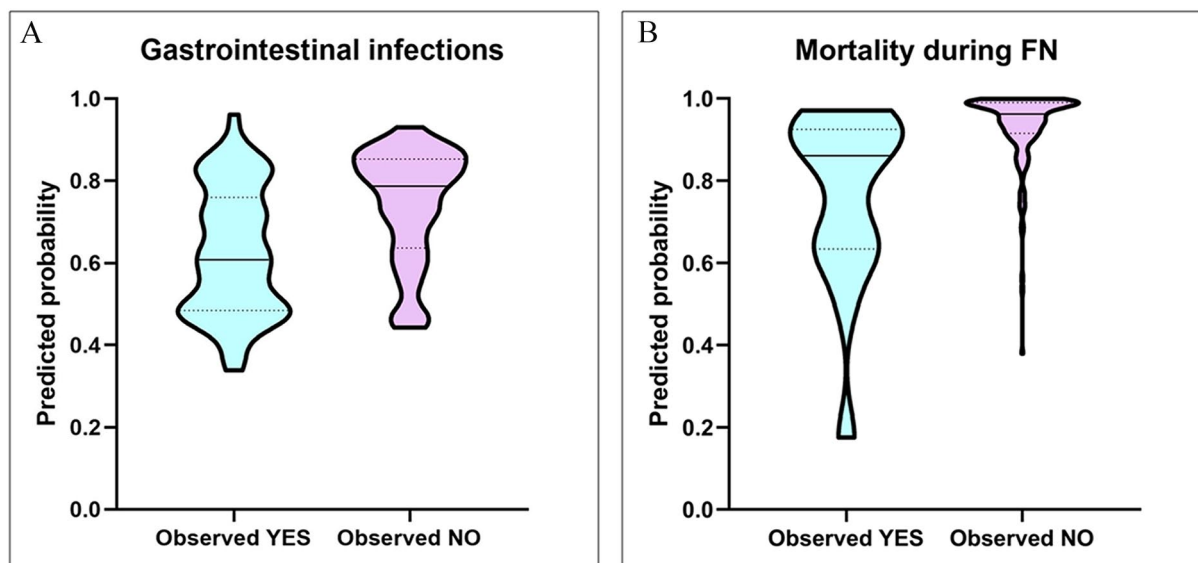 A
Gastrointestinal infections
Predicted probability
1.0
0.8
0.6
0.4
0.2
0.0
Observed YES Observed NO
B
Mortality during FN
Predicted probability
1.0
0.8
0.6
0.4
0.2
0.0
Observed YES Observed NO